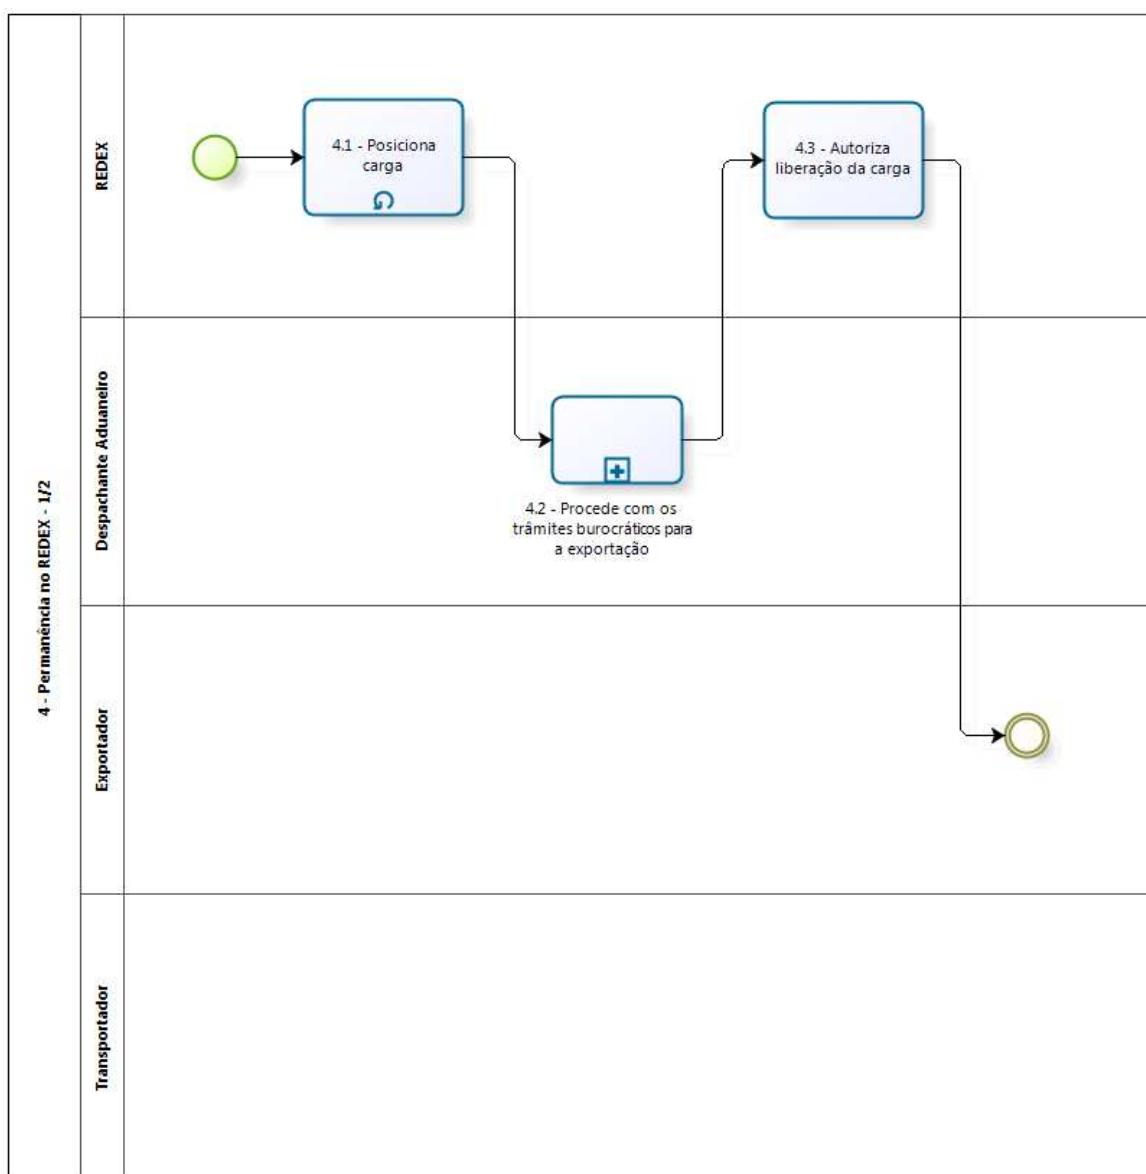 4 - Permanência no REDEX - 1/2
REDEX
4.1 - Posiciona
carga
4.3 - Autoriza
liberação da carga
Despachante Aduaneiro
4.2 - Procede com os
trâmites burocráticos para
a exportação
Exportador
Transportador